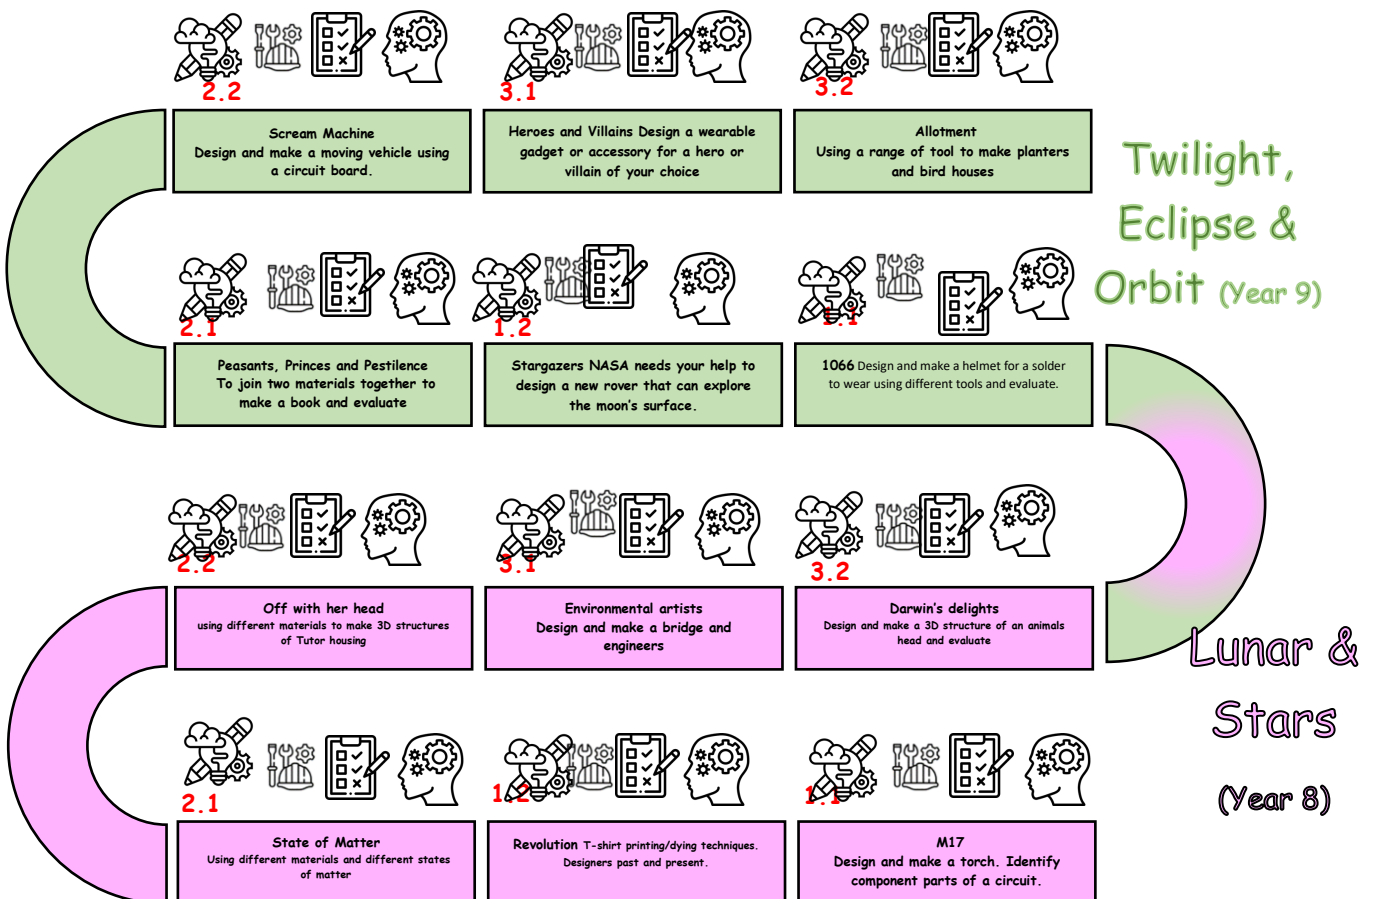 2.2
3.1
3.2
Scream Machine
Design and make a moving vehicle using
a circuit board.
Heroes and Villains Design a wearable
gadget or accessory for a hero or
villain of your choice
Allotment
Using a range of tool to make planters
and bird houses
Twilight,
Eclipse &
Orbit (Year 9)
2.1
1.2
1.1
Peasants, Princes and Pestilence
To join two materials together to
make a book and evaluate
Stargazers NASA needs your help to
design a new rover that can explore
the moon's surface.
1066 Design and make a helmet for a solder
to wear using different tools and evaluate.
2.2
3.1
3.2
Off with her head
using different materials to make 3D structures
of Tutor housing
Environmental artists
Design and make a bridge and
engineers
Darwin's delights
Design and make a 3D structure of an animals
head and evaluate
Lunar &
Stars
(Year 8)
2.1
1.2
1.1
State of Matter
Using different materials and different states
of matter
Revolution T-shirt printing/dying techniques.
Designers past and present.
M17
Design and make a torch. Identify
component parts of a circuit.